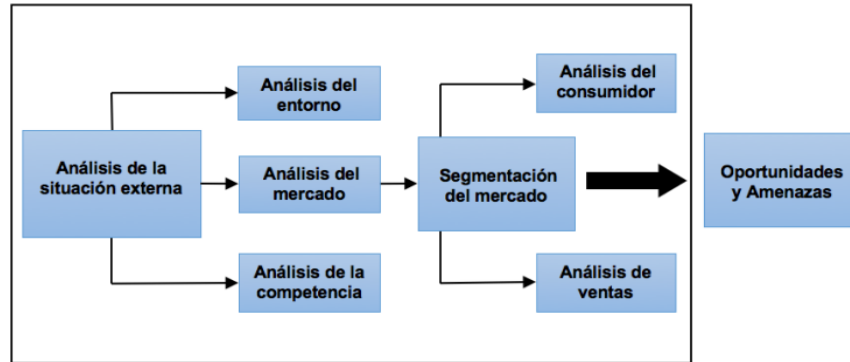 Análisis de la
situación externa
Análisis del
entorno
Análisis del
mercado
Análisis de la
competencia
Segmentación
del mercado
Análisis del
consumidor
Análisis de
ventas
Oportunidades
y Amenazas